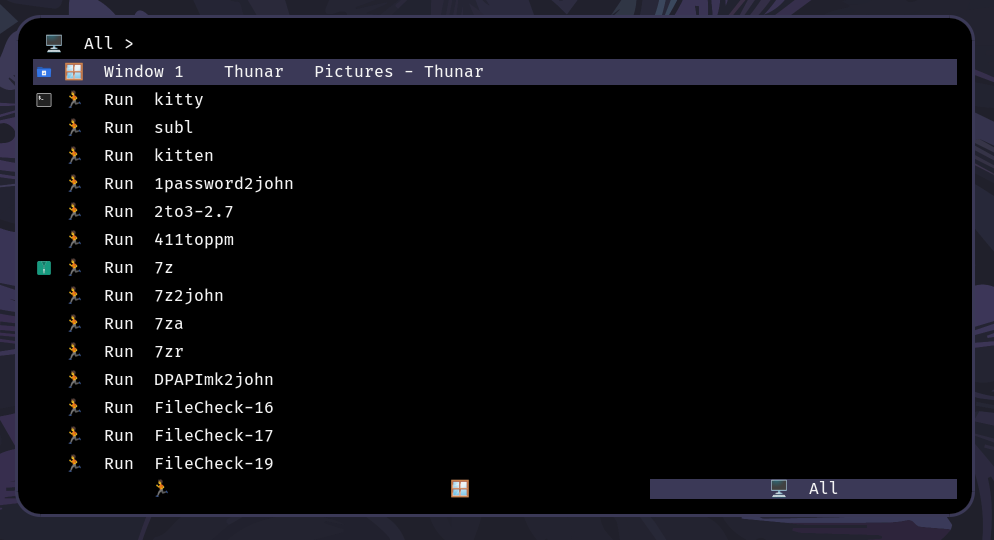 All >
Window 1 Thunar Pictures - Thunar
Run kitty
Run subl
Run kitten
Run 1password2john
Run 2to3-2.7
Run 411toppm
Run 7z
Run 7z2john
Run 7za
Run 7zr
Run DPAPImk2john
Run FileCheck-16
Run FileCheck-17
Run FileCheck-19
All